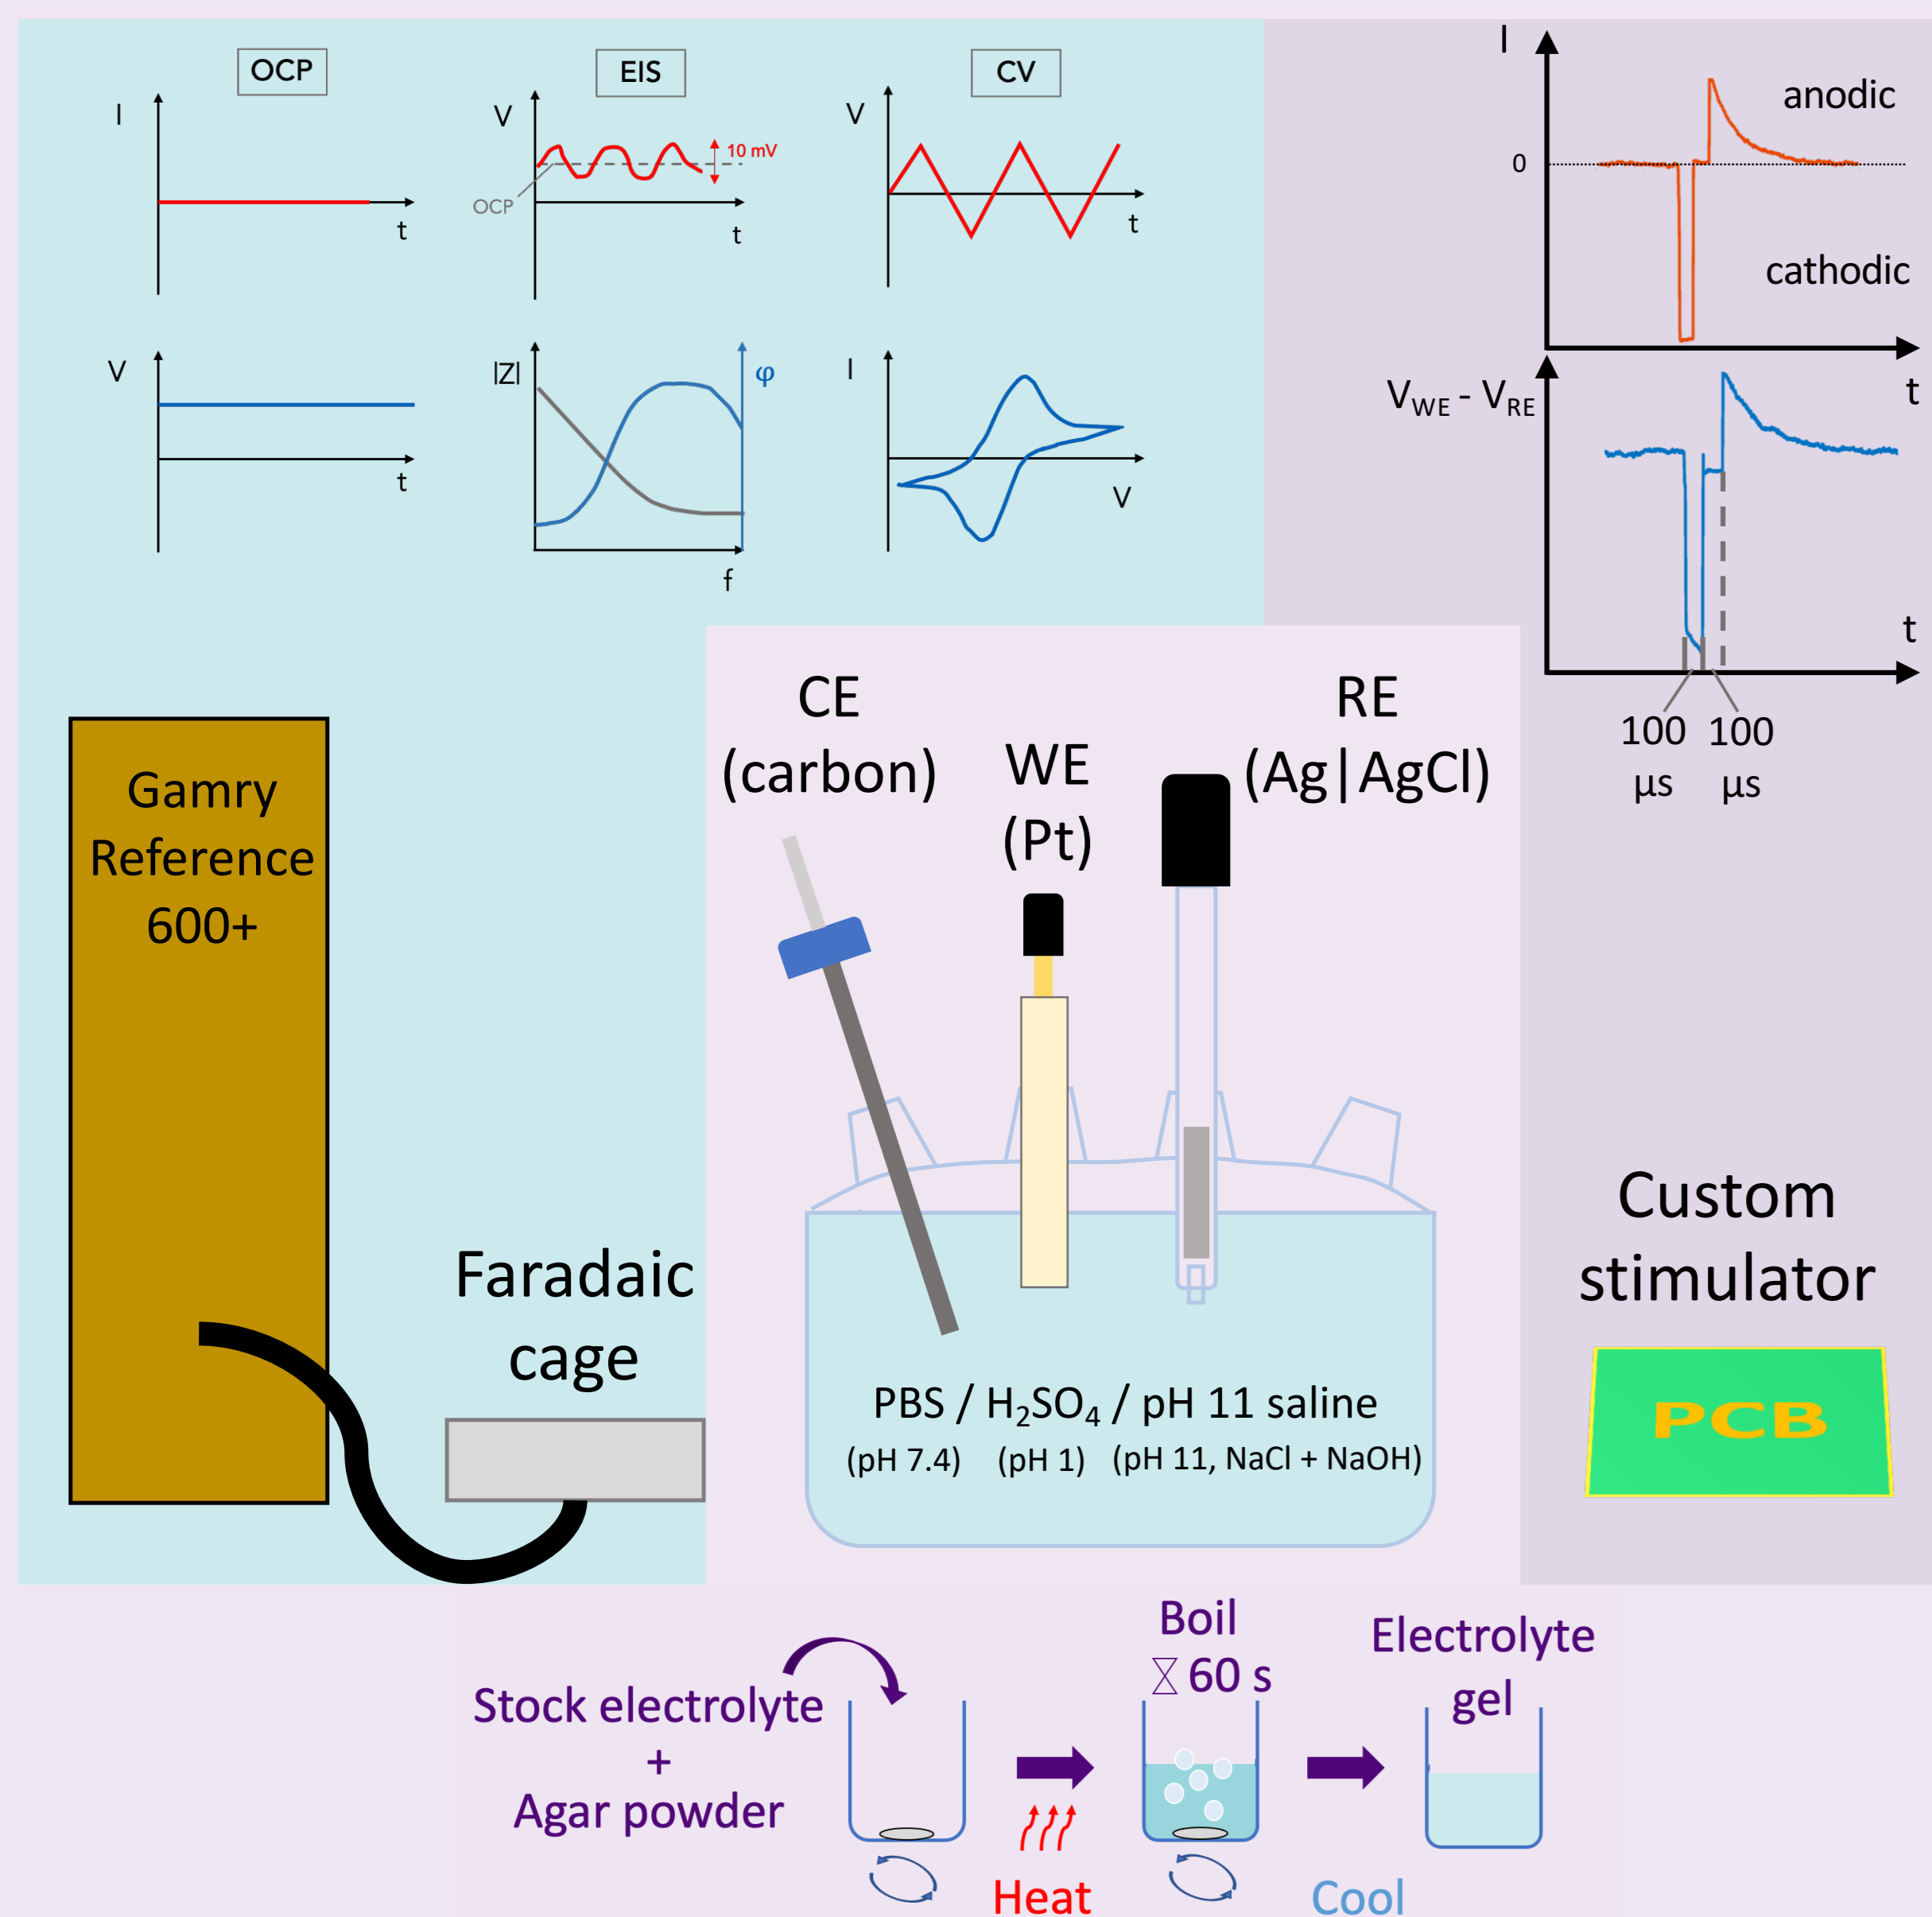 OCP
I
t
V
t
EIS
V
10 mV
OCP
t
|Z|
φ
f
CV
V
t
I
V
I
anodic
0
cathodic
t
V_WE - V_RE
t
100 100
µs µs
Gamry
Reference
600+
Faradaic
cage
CE
(carbon)
WE
(Pt)
RE
(Ag|AgCl)
PBS / H₂SO₄ / pH 11 saline
(pH 7.4) (pH 1) (pH 11, NaCl + NaOH)
Custom
stimulator
PCB
Stock electrolyte
+
Agar powder
Heat
Boil
60 s
Cool
Electrolyte
gel